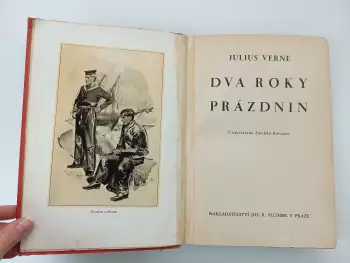 JULIUS VERNE
DVA ROKY
PRÁZDNIN
NAKLADATELSTVÍ JOS. R. VILÍMEK V PRAZE